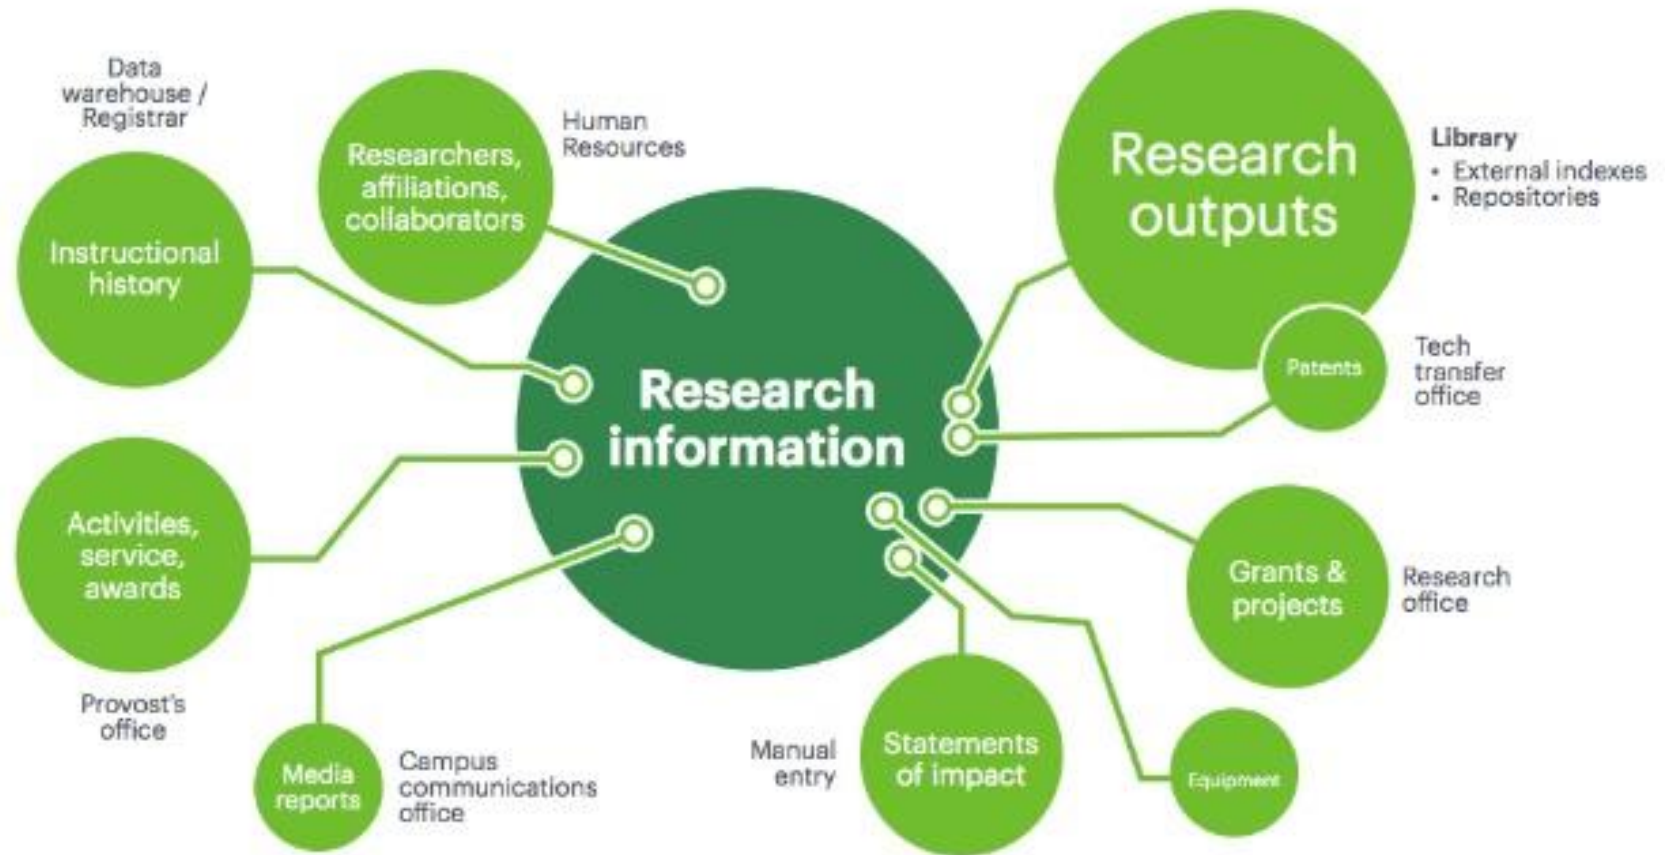 Data
warehouse /
Registrar
Instructional
history
Researchers,
affiliations,
collaborators
Human
Resources
Research
outputs
Library
• External indexes
• Repositories
Patents
Tech
transfer
office
Research
information
Activities,
service,
awards
Provost's
office
Media
reports
Campus
communications
office
Manual
entry
Statements
of impact
Equipment
Grants &
projects
Research
office